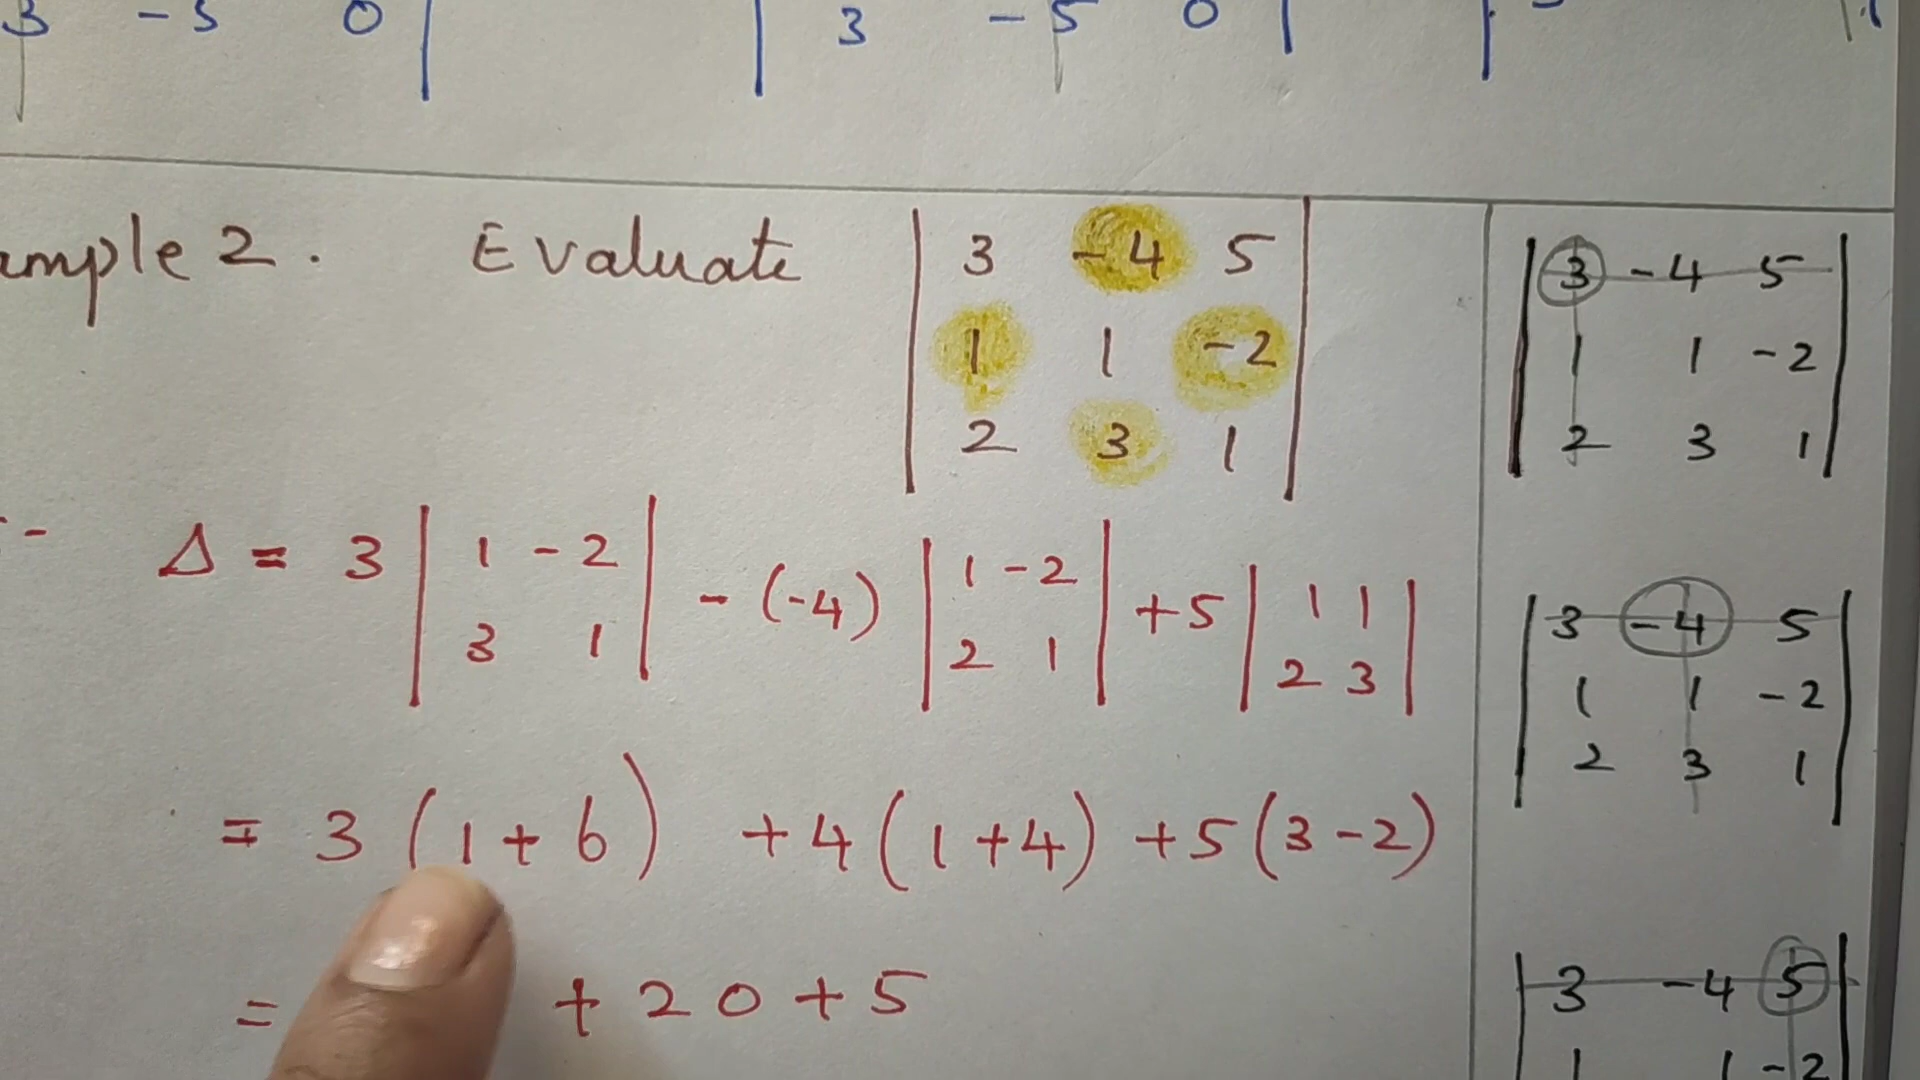 3 -5 0 | | 3 -5 0 | |
ample 2. Evaluate | 3 -4 5 |
| 1 1 -2 |
| 2 3 1 |
:- Δ = 3 | 1 -2 | - (-4) | 1 -2 | +5 | 1 1 |
| 3 1 | | 2 1 | | 2 3 |
= 3 (1+6) +4 (1+4) +5 (3-2)
= +20+5
| 3 -4 5 |
| 1 1 -2 |
| 2 3 1 |
| 3 -4 5 |
| 1 1 -2 |
| 2 3 1 |
| 3 -4 5 |
| 1 1 -2 |